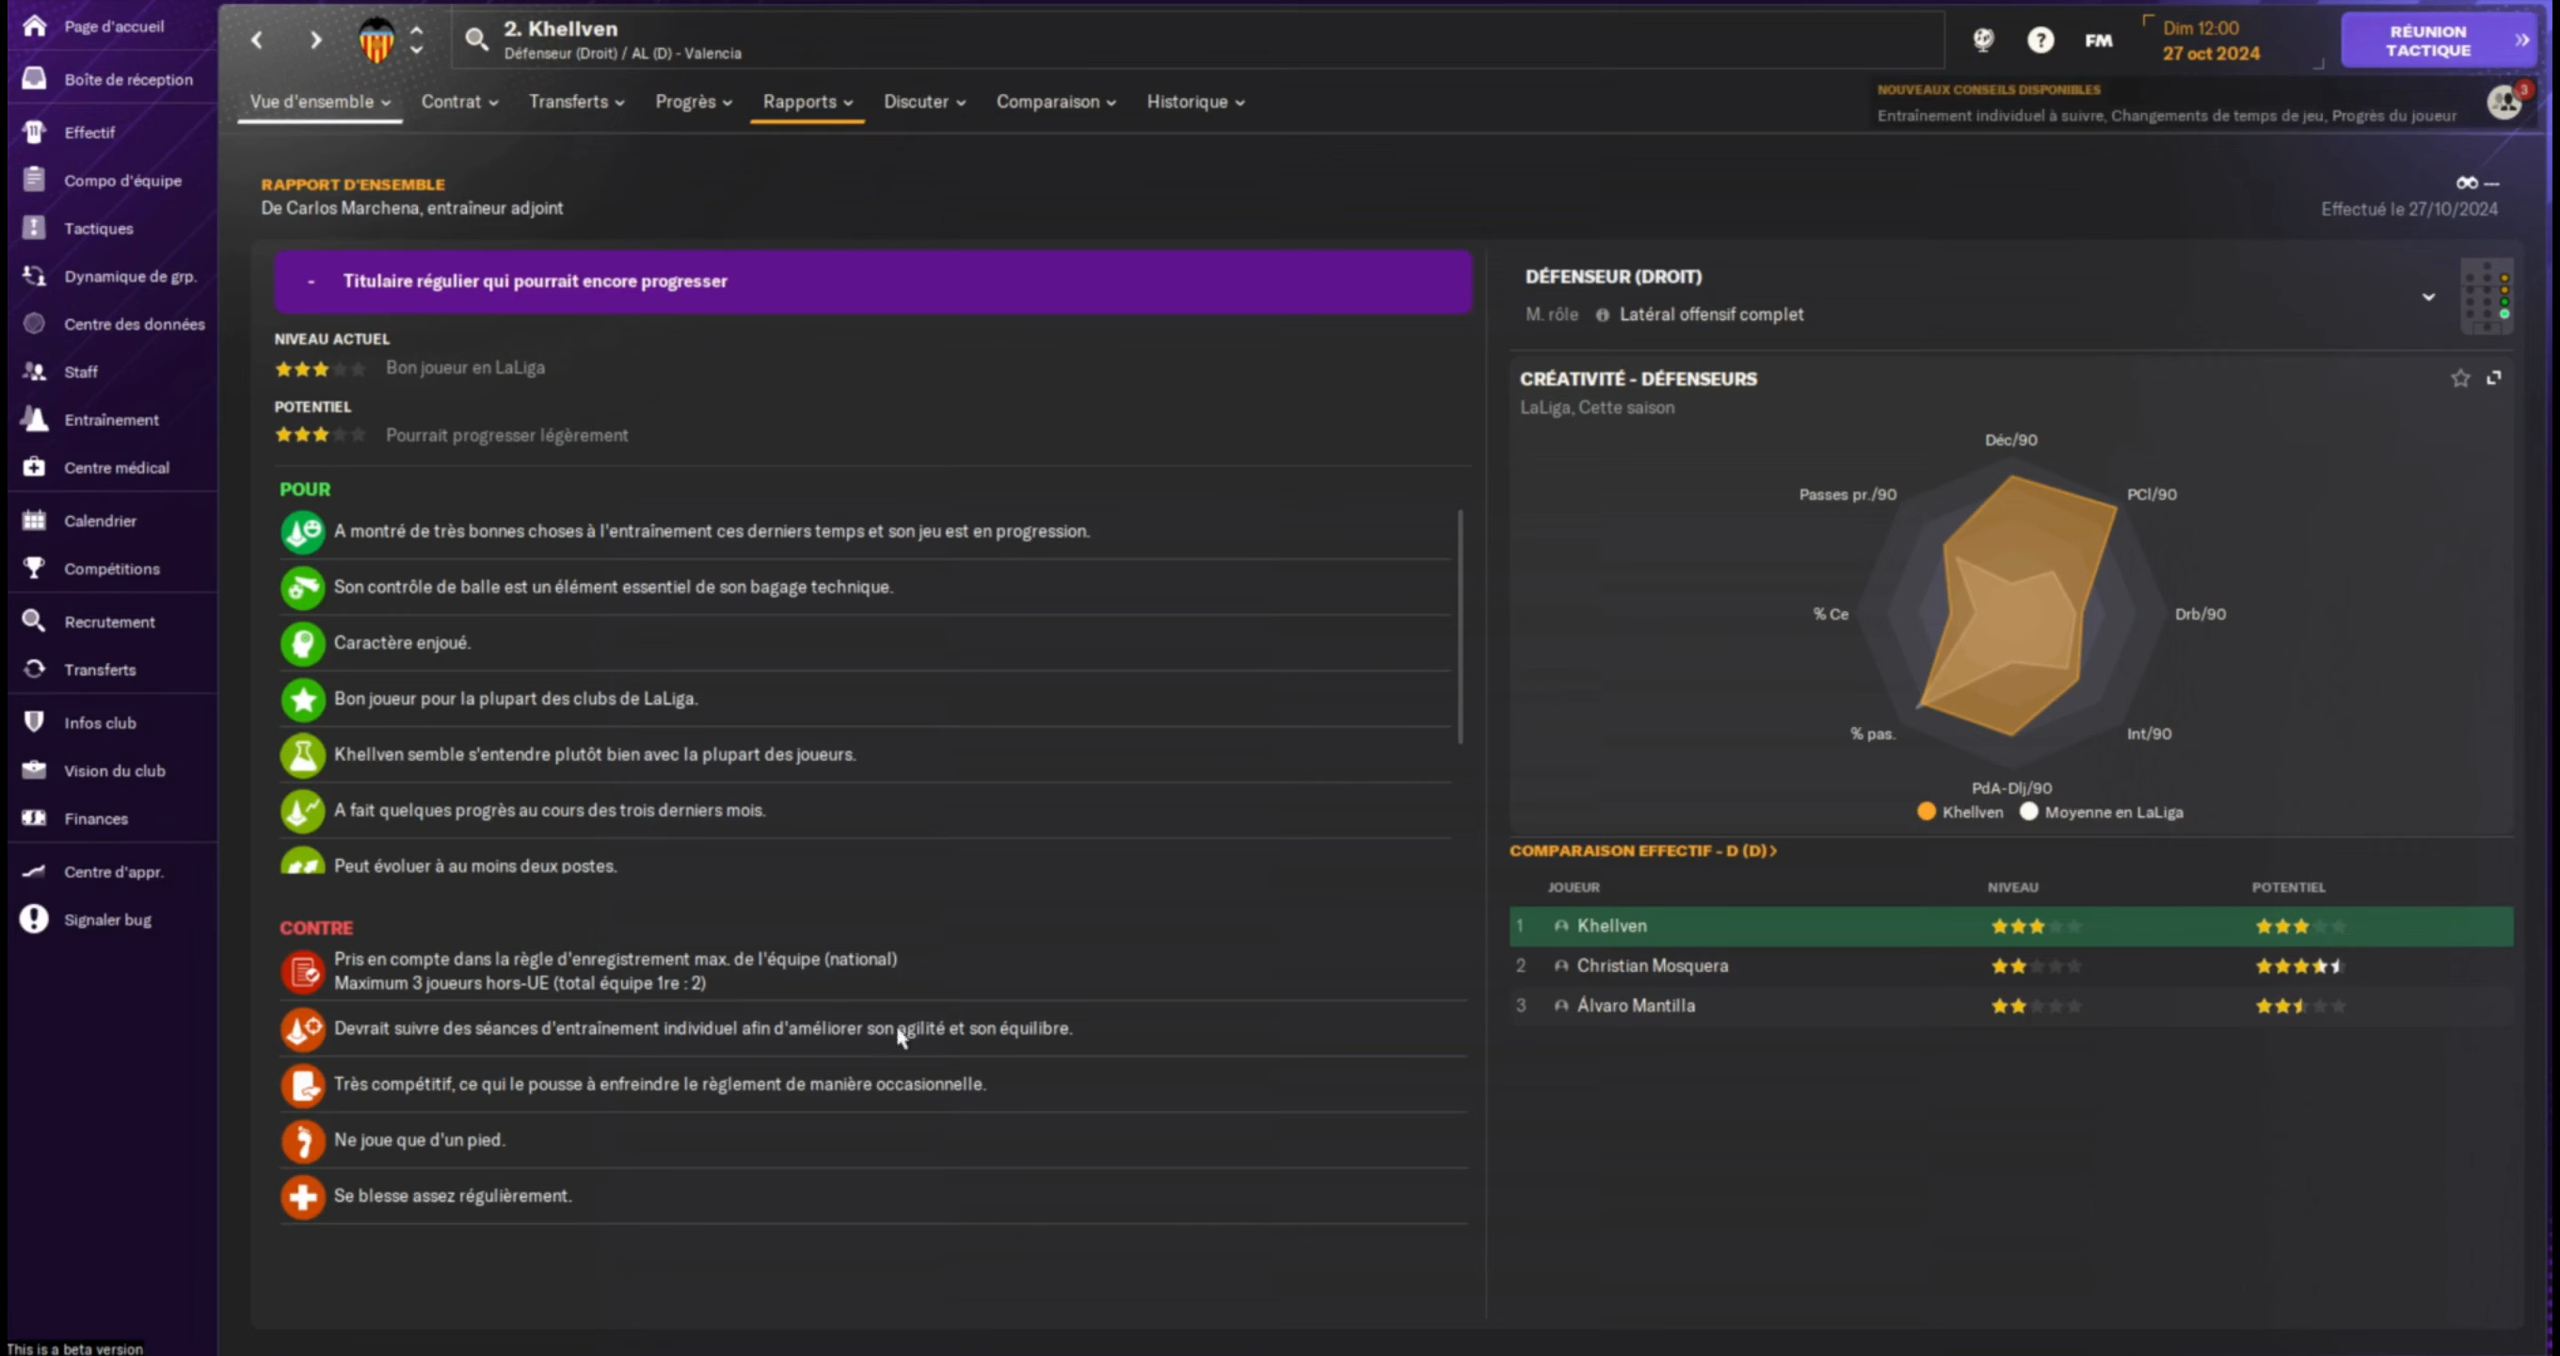 Page d'accueil
Boîte de réception
Effectif
Compo d'équipe
Tactiques
Dynamique de grp.
Centre des données
Staff
Entraînement
Centre médical
Calendrier
Compétitions
Recrutement
Transferts
Infos club
Vision du club
Finances
Centre d'appr.
Signaler bug
This is a beta version
2. Khellven
Défenseur (Droit) / AL (D) - Valencia
FM
Dim 12:00
27 oct 2024
RÉUNION
TACTIQUE
Vue d'ensemble
Contrat
Transferts
Progrès
Rapports
Discuter
Comparaison
Historique
NOUVEAUX CONSEILS DISPONIBLES
3
Entraînement individuel à suivre, Changements de temps de jeu, Progrès du joueur
RAPPORT D'ENSEMBLE
De Carlos Marchena, entraîneur adjoint
Effectué le 27/10/2024
- Titulaire régulier qui pourrait encore progresser
NIVEAU ACTUEL
Bon joueur en LaLiga
POTENTIEL
Pourrait progresser légèrement
POUR
A montré de très bonnes choses à l'entraînement ces derniers temps et son jeu est en progression.
Son contrôle de balle est un élément essentiel de son bagage technique.
Caractère enjoué.
Bon joueur pour la plupart des clubs de LaLiga.
Khellven semble s'entendre plutôt bien avec la plupart des joueurs.
A fait quelques progrès au cours des trois derniers mois.
Peut évoluer à au moins deux postes.
CONTRE
Pris en compte dans la règle d'enregistrement max. de l'équipe (national)
Maximum 3 joueurs hors-UE (total équipe 1re : 2)
Devrait suivre des séances d'entraînement individuel afin d'améliorer son agilité et son équilibre.
Très compétitif, ce qui le pousse à enfreindre le règlement de manière occasionnelle.
Ne joue que d'un pied.
Se blesse assez régulièrement.
DÉFENSEUR (DROIT)
M. rôle Latéral offensif complet
CRÉATIVITÉ - DÉFENSEURS
LaLiga, Cette saison
Déc/90
Passes pr./90
PCl/90
% Ce
Drb/90
% pas.
Int/90
PdA-Dlj/90
Khellven
Moyenne en LaLiga
COMPARAISON EFFECTIF - D (D) >
JOUEUR NIVEAU POTENTIEL
1 Khellven
2 Christian Mosquera
3 Álvaro Mantilla